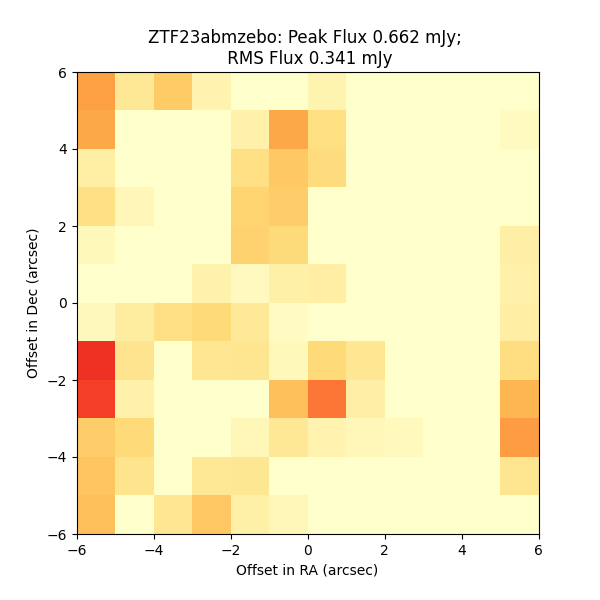 ZTF23abmzebo: Peak Flux 0.662 mJy;
RMS Flux 0.341 mJy
6
4
2
0
−2
−4
−6
Offset in Dec (arcsec)
−6 −4 −2 0 2 4 6
Offset in RA (arcsec)